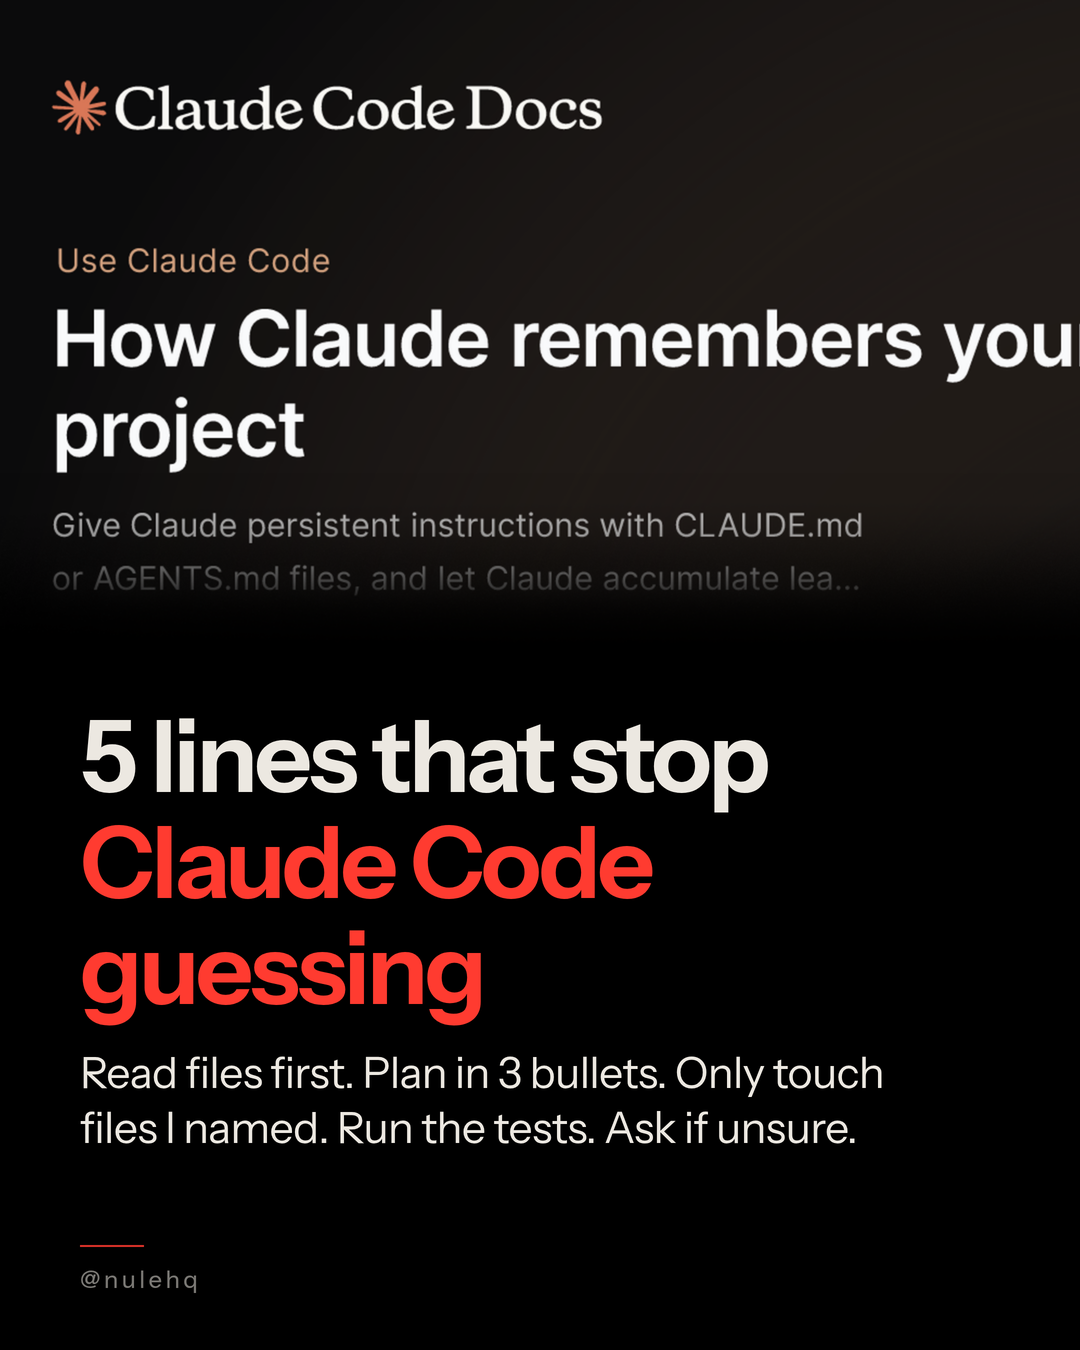 Claude Code Docs
Use Claude Code
How Claude remembers your
project
Give Claude persistent instructions with CLAUDE.md
or AGENTS.md files, and let Claude accumulate lea...
5 lines that stop
Claude Code
guessing
Read files first. Plan in 3 bullets. Only touch
files I named. Run the tests. Ask if unsure.
@nulehq